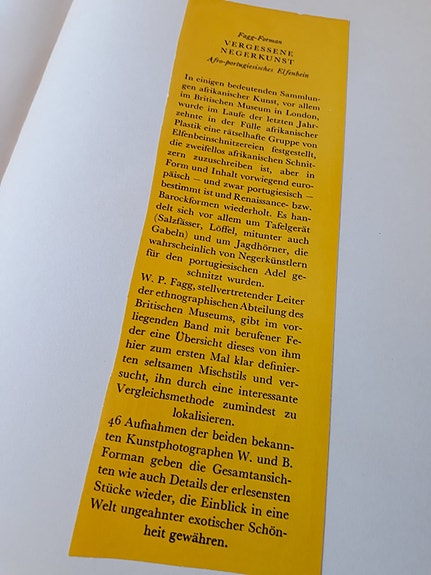 Fagg-Forman
VERGESSENE
NEGERKUNST
Afro-portugiesisches Elfenbein
In einigen bedeutenden Sammlun-
gen afrikanischer Kunst, vor allem
im Britischen Museum in London,
wurde im Laufe der letzten Jahr-
zehnte in der Fülle afrikanischer
Plastik eine rätselhafte Gruppe von
Elfenbeinschnitzereien festgestellt,
die zweifellos afrikanischen Schnit-
zern zuzuschreiben ist, aber in
Form und Inhalt vorwiegend euro-
päisch — und zwar portugiesisch —
bestimmt ist und Renaissance- bzw.
Barockformen wiederholt. Es han-
delt sich vor allem um Tafelgerät
(Salzfässer, Löffel, mitunter auch
Gabeln) und um Jagdhörner, die
wahrscheinlich von Negerkünstlern
für den portugiesischen Adel ge-
schnitzt wurden.
W. P. Fagg, stellvertretender Leiter
der ethnographischen Abteilung des
Britischen Museums, gibt im vor-
liegenden Band mit berufener Fe-
der eine Übersicht dieses von ihm
hier zum ersten Mal klar definier-
ten seltsamen Mischstils und ver-
sucht, ihn durch eine interessante
Vergleichsmethode zumindest zu
lokalisieren.
46 Aufnahmen der beiden bekann-
ten Kunstphotographen W. und B.
Forman geben die Gesamtansich-
ten wie auch Details der erlesensten
Stücke wieder, die Einblick in eine
Welt ungeahnter exotischer Schön-
heit gewähren.